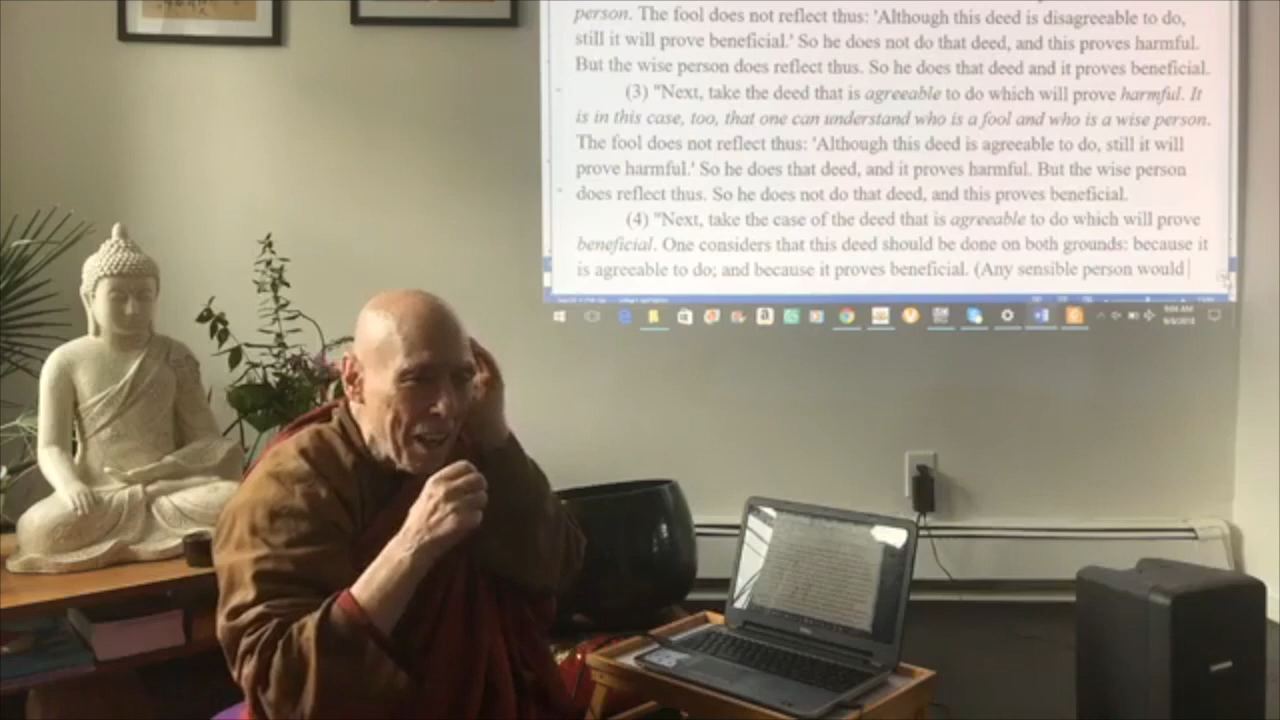 person. The fool does not reflect thus: 'Although this deed is disagreeable to do,
still it will prove beneficial.' So he does not do that deed, and this proves harmful.
But the wise person does reflect thus. So he does that deed and it proves beneficial.
(3) "Next, take the deed that is agreeable to do which will prove harmful. It
is in this case, too, that one can understand who is a fool and who is a wise person.
The fool does not reflect thus: 'Although this deed is agreeable to do, still it will
prove harmful.' So he does that deed, and it proves harmful. But the wise person
does reflect thus. So he does not do that deed, and this proves beneficial.
(4) "Next, take the case of the deed that is agreeable to do which will prove
beneficial. One considers that this deed should be done on both grounds: because it
is agreeable to do; and because it proves beneficial. (Any sensible person would